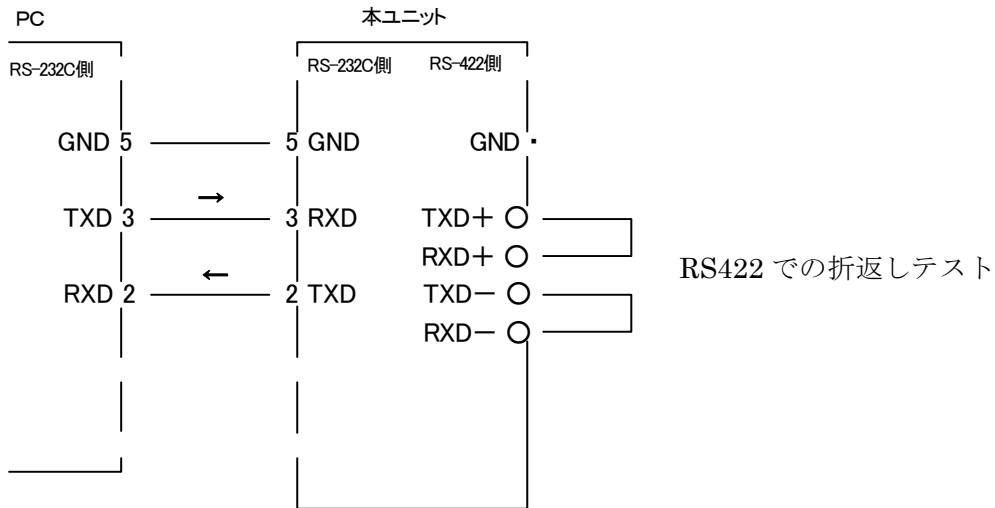 PC 本ユニット
RS-232C側 RS-232C側 RS-422側
GND 5 5 GND GND
→
TXD 3 3 RXD TXD+
RXD+
RS422 での折返しテスト
←
RXD 2 2 TXD TXD-
RXD-